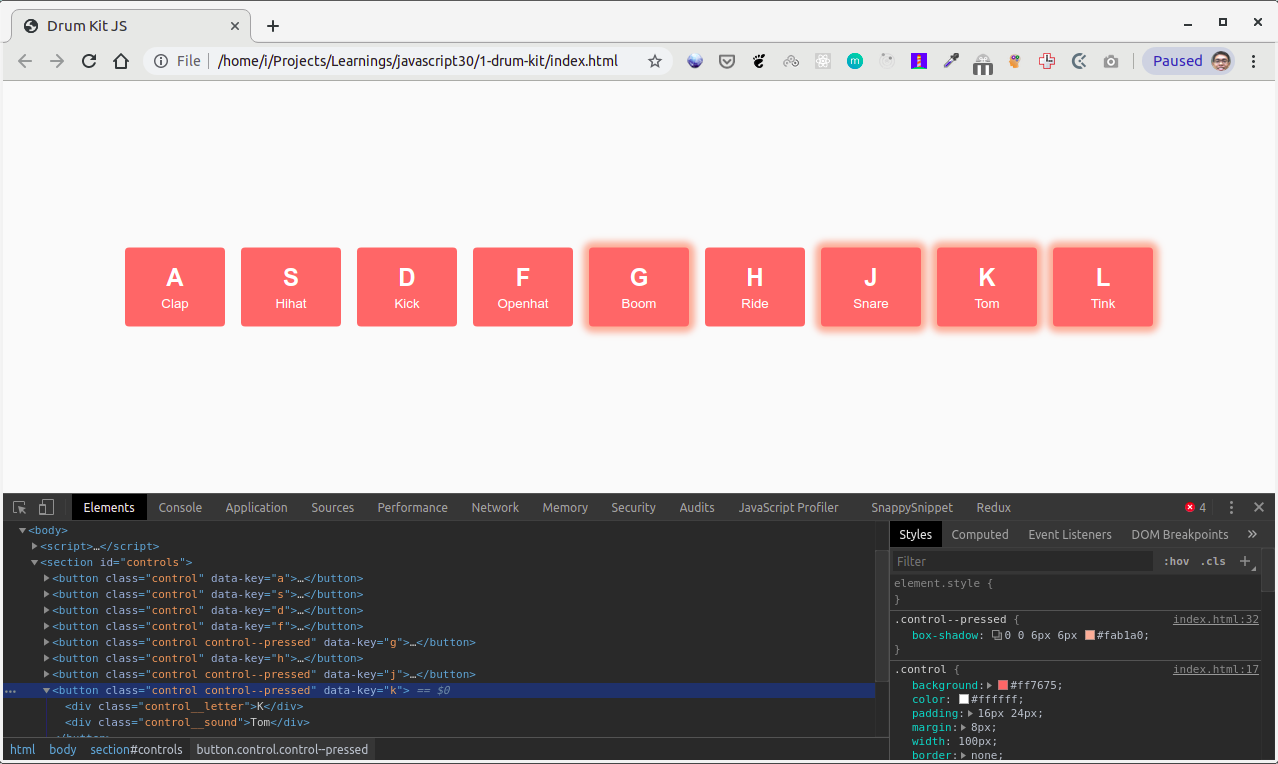 Drum Kit JS
File /home/i/Projects/Learnings/javascript30/1-drum-kit/index.html Paused
A S D F G H J K L
Clap Hihat Kick Openhat Boom Ride Snare Tom Tink
Elements Console Application Sources Performance Network Memory Security Audits JavaScript Profiler SnappySnippet Redux 4
<body>
<script>…</script>
<section id="controls">
<button class="control" data-key="a">…</button>
<button class="control" data-key="s">…</button>
<button class="control" data-key="d">…</button>
<button class="control" data-key="f">…</button>
<button class="control control--pressed" data-key="g">…</button>
<button class="control" data-key="h">…</button>
<button class="control control--pressed" data-key="j">…</button>
<button class="control control--pressed" data-key="k"> == $0
<div class="control__letter">K</div>
<div class="control__sound">Tom</div>
</button>
html body section#controls button.control.control--pressed
Styles Computed Event Listeners DOM Breakpoints »
Filter :hov .cls +
element.style {
}
.control--pressed { index.html:32
box-shadow: 0 0 6px 6px #fab1a0;
}
.control { index.html:17
background: #ff7675;
color: #ffffff;
padding: 16px 24px;
margin: 8px;
width: 100px;
border: none;